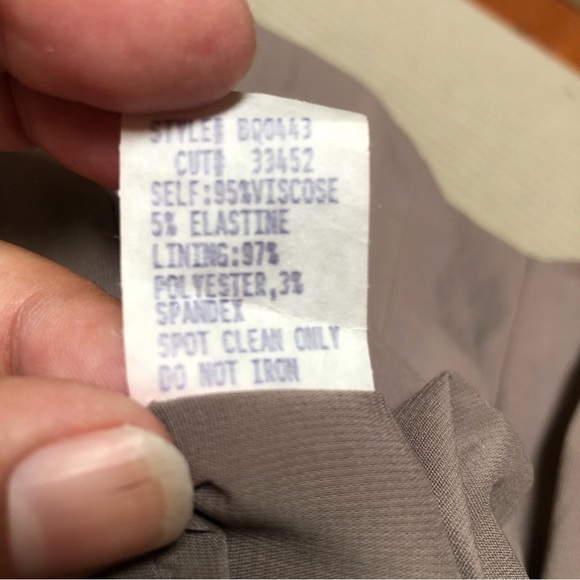 STYLE# BQ0443
CUT# 33452
SELF:95%VISCOSE
5% ELASTINE
LINING:97%
POLYESTER,3%
SPANDEX
SPOT CLEAN ONLY
DO NOT IRON